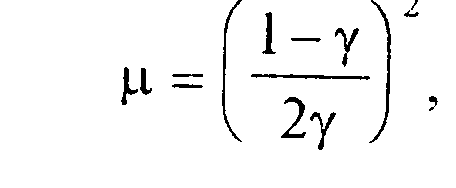 μ = ((1 − γ) / (2γ))²,